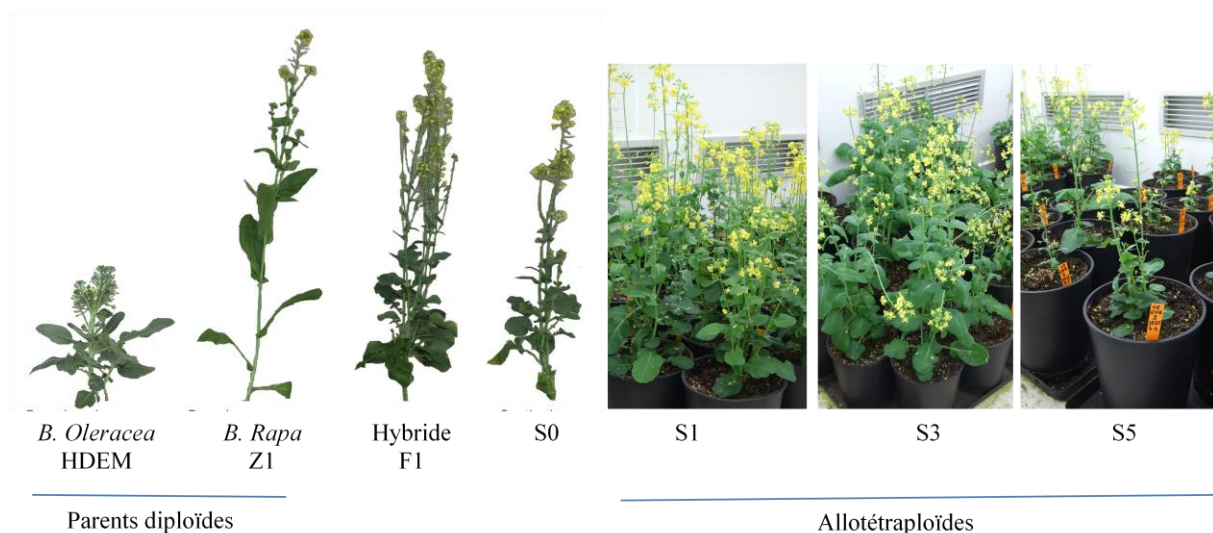 B. Oleracea
HDEM
B. Rapa
Z1
Hybride
F1
S0
S1
S3
S5
Parents diploïdes
Allotétraploïdes